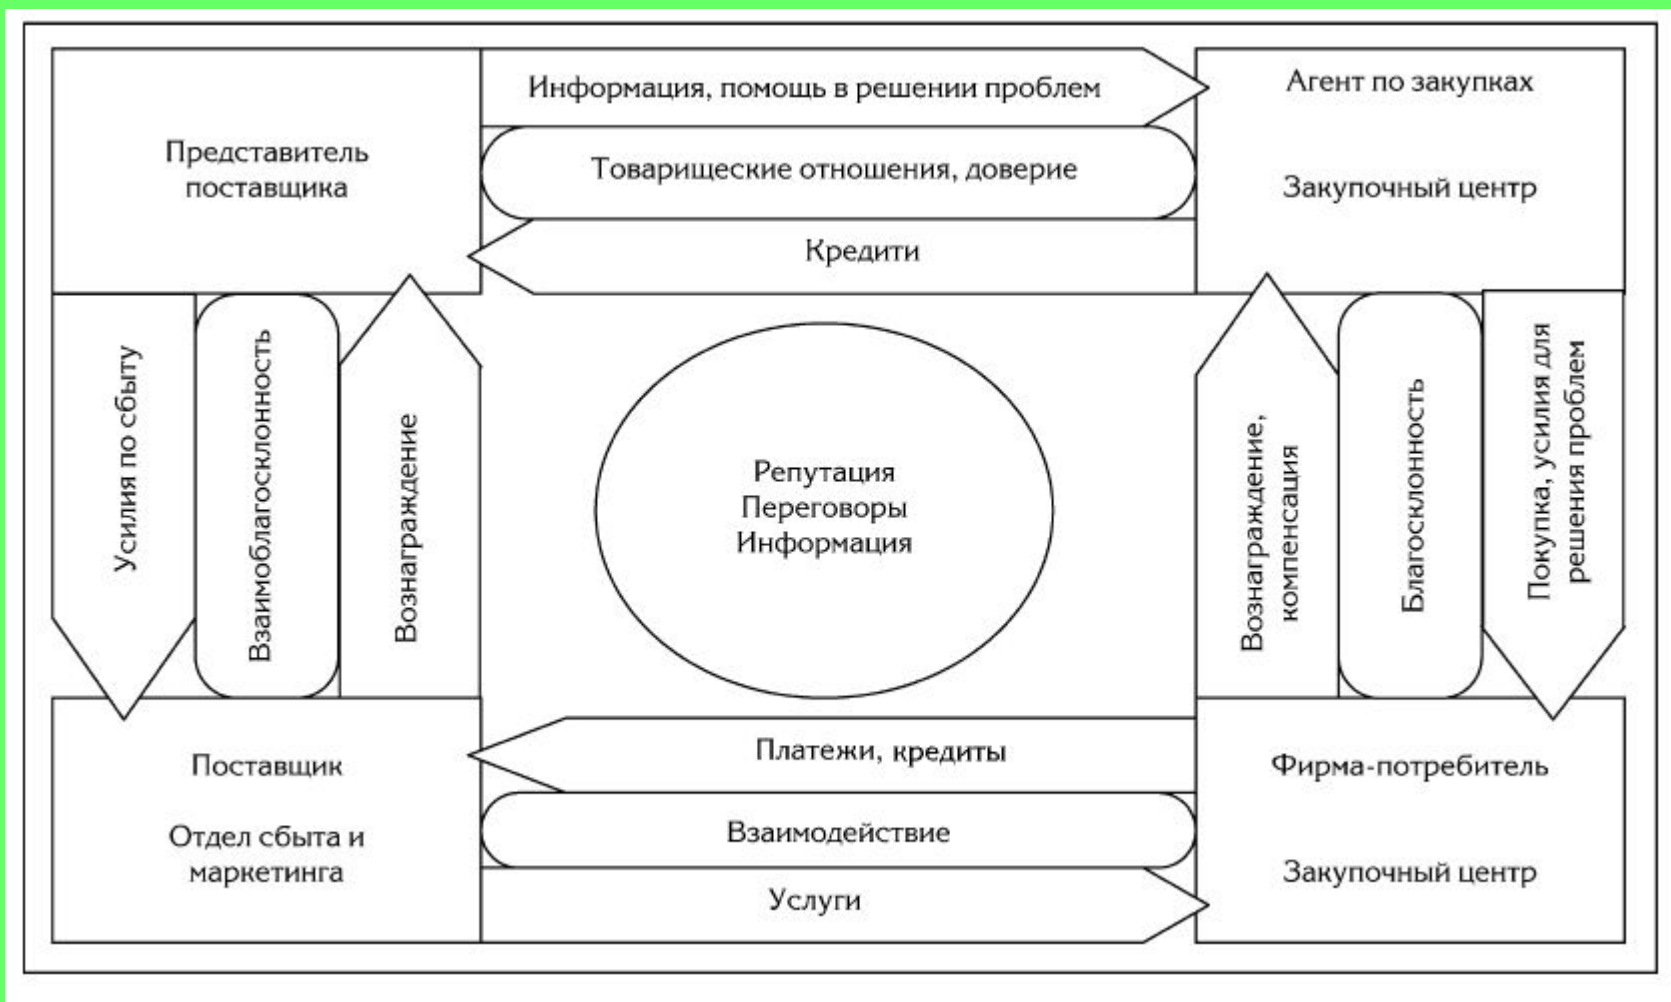 Информация, помощь в решении проблем
Агент по закупках
Представитель
поставщика
Товарищеские отношения, доверие
Закупочный центр
Кредити
Усилия по сбыту
Взаимоблагосклонность
Вознаграждение
Репутация
Переговоры
Информация
Вознаграждение,
компенсация
Благосклонность
Покупка, усилия для
решения проблем
Поставщик
Платежи, кредиты
Фирма-потребитель
Отдел сбыта и
маркетинга
Взаимодействие
Закупочный центр
Услуги